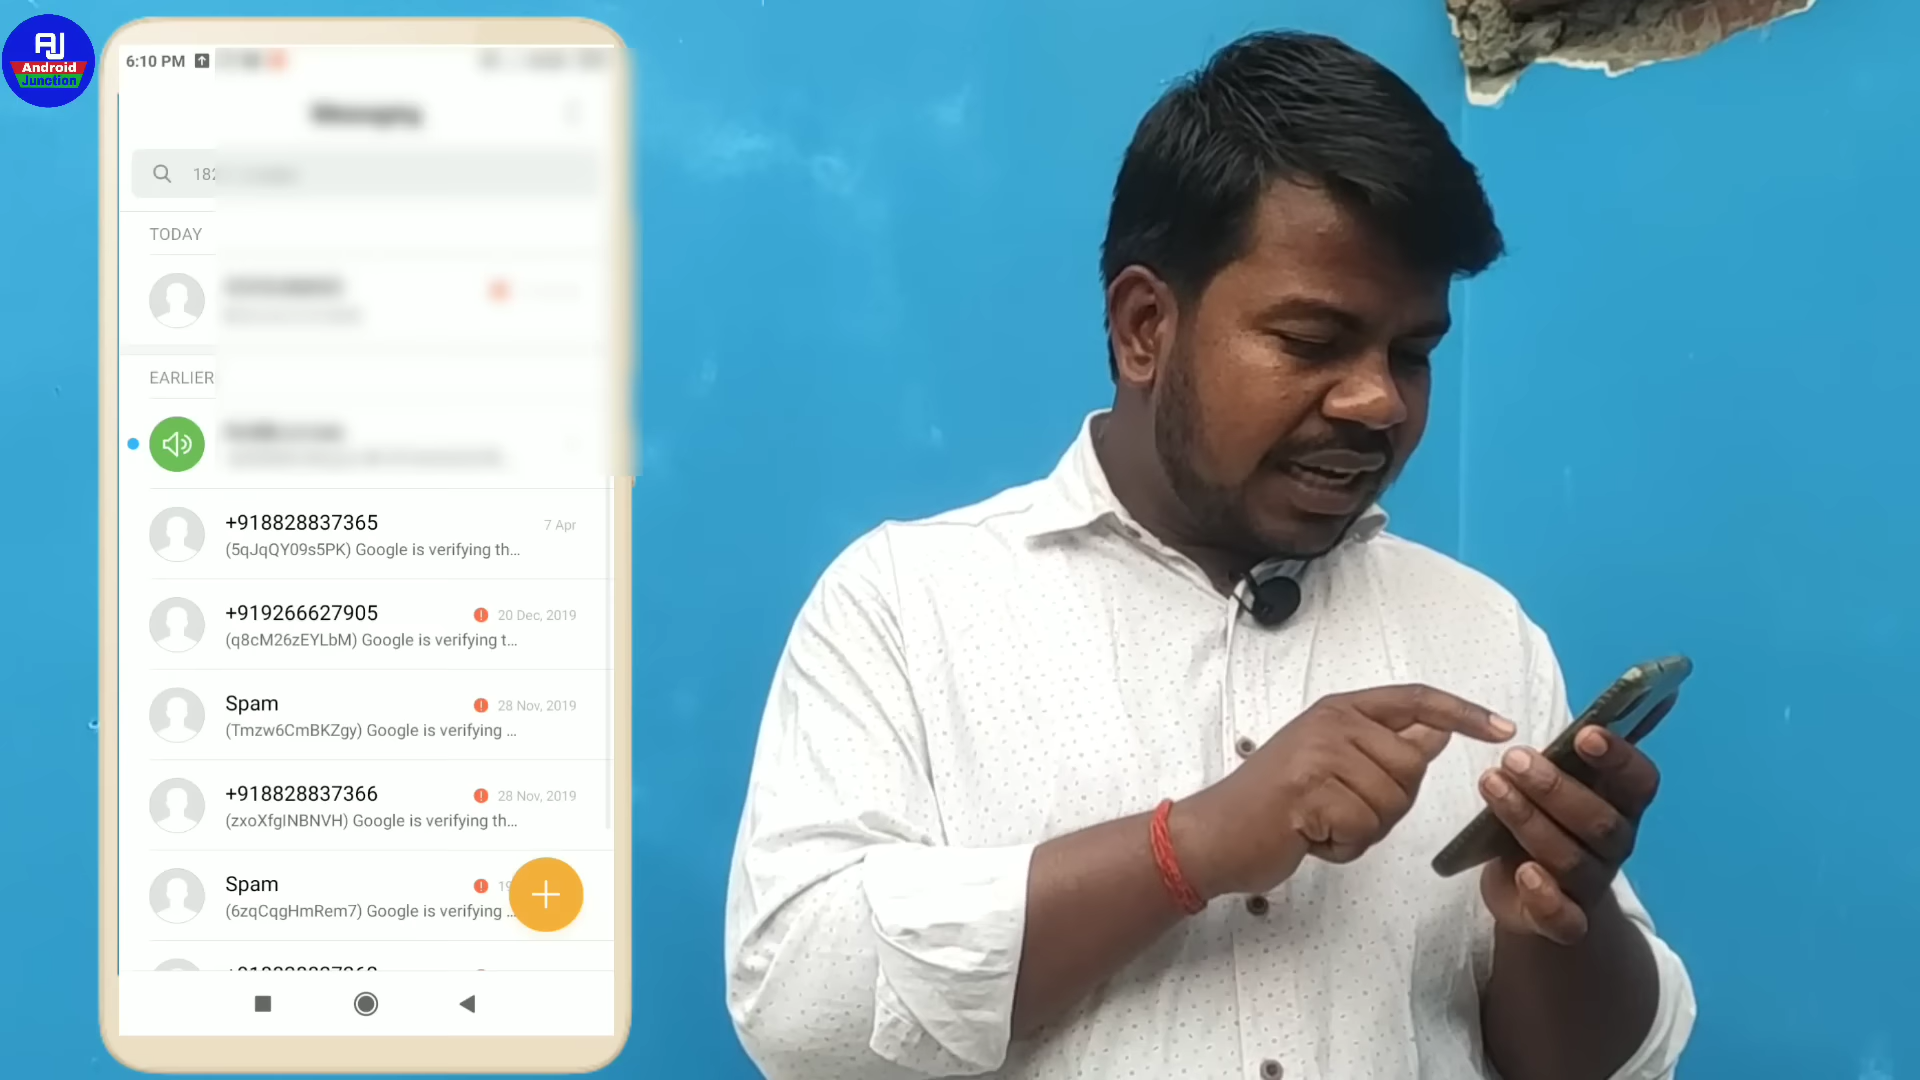 AJ
Android
Junction
6:10 PM
TODAY
EARLIER
+918828837365
7 Apr
(5qJqQY09s5PK) Google is verifying th...
+919266627905
20 Dec, 2019
(q8cM26zEYLbM) Google is verifying t...
Spam
28 Nov, 2019
(Tmzw6CmBKZgy) Google is verifying ...
+918828837366
28 Nov, 2019
(zxoXfgINBNVH) Google is verifying th...
Spam
(6zqCqgHmRem7) Google is verifying ...